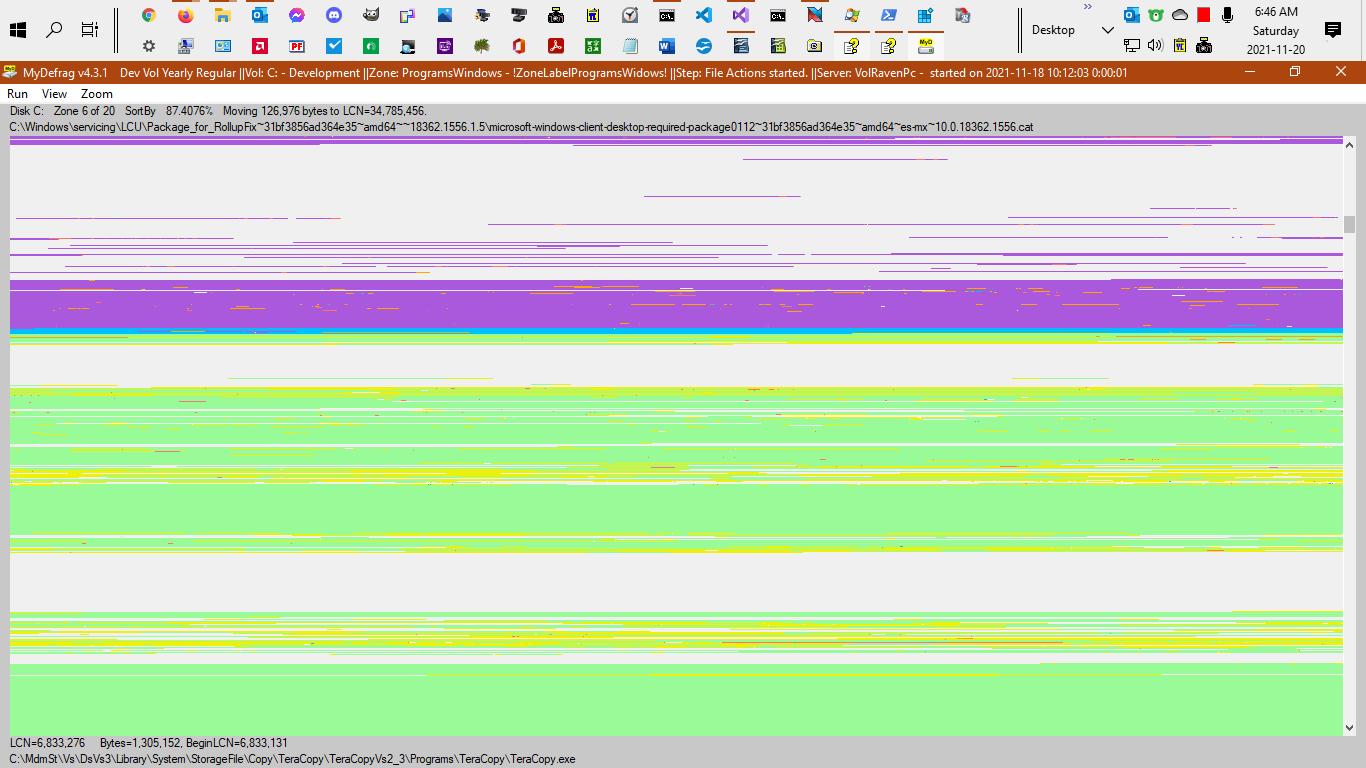 6:46 AM
Desktop
Saturday
2021-11-20
MyDefrag v4.3.1 Dev Vol Yearly Regular ||Vol: C: - Development ||Zone: ProgramsWindows - !ZoneLabelProgramsWindows! ||Step: File Actions started. ||Server: VolRavenPc - started on 2021-11-18 10:12:03 0:00:01
Run View Zoom
Disk C: Zone 6 of 20 SortBy 87.4076% Moving 126,976 bytes to LCN=34,785,456.
C:\Windows\servicing\LCU\Package_for_RollupFix~31bf3856ad364e35~amd64~~18362.1556.1.5\microsoft-windows-client-desktop-required-package0112~31bf3856ad364e35~amd64~es-mx~10.0.18362.1556.cat
LCN=6,833,276 Bytes=1,305,152, BeginLCN=6,833,131
C:\MdmSt\Vs\DsVs3\Library\System\StorageFile\Copy\TeraCopy\TeraCopyVs2_3\Programs\TeraCopy\TeraCopy.exe